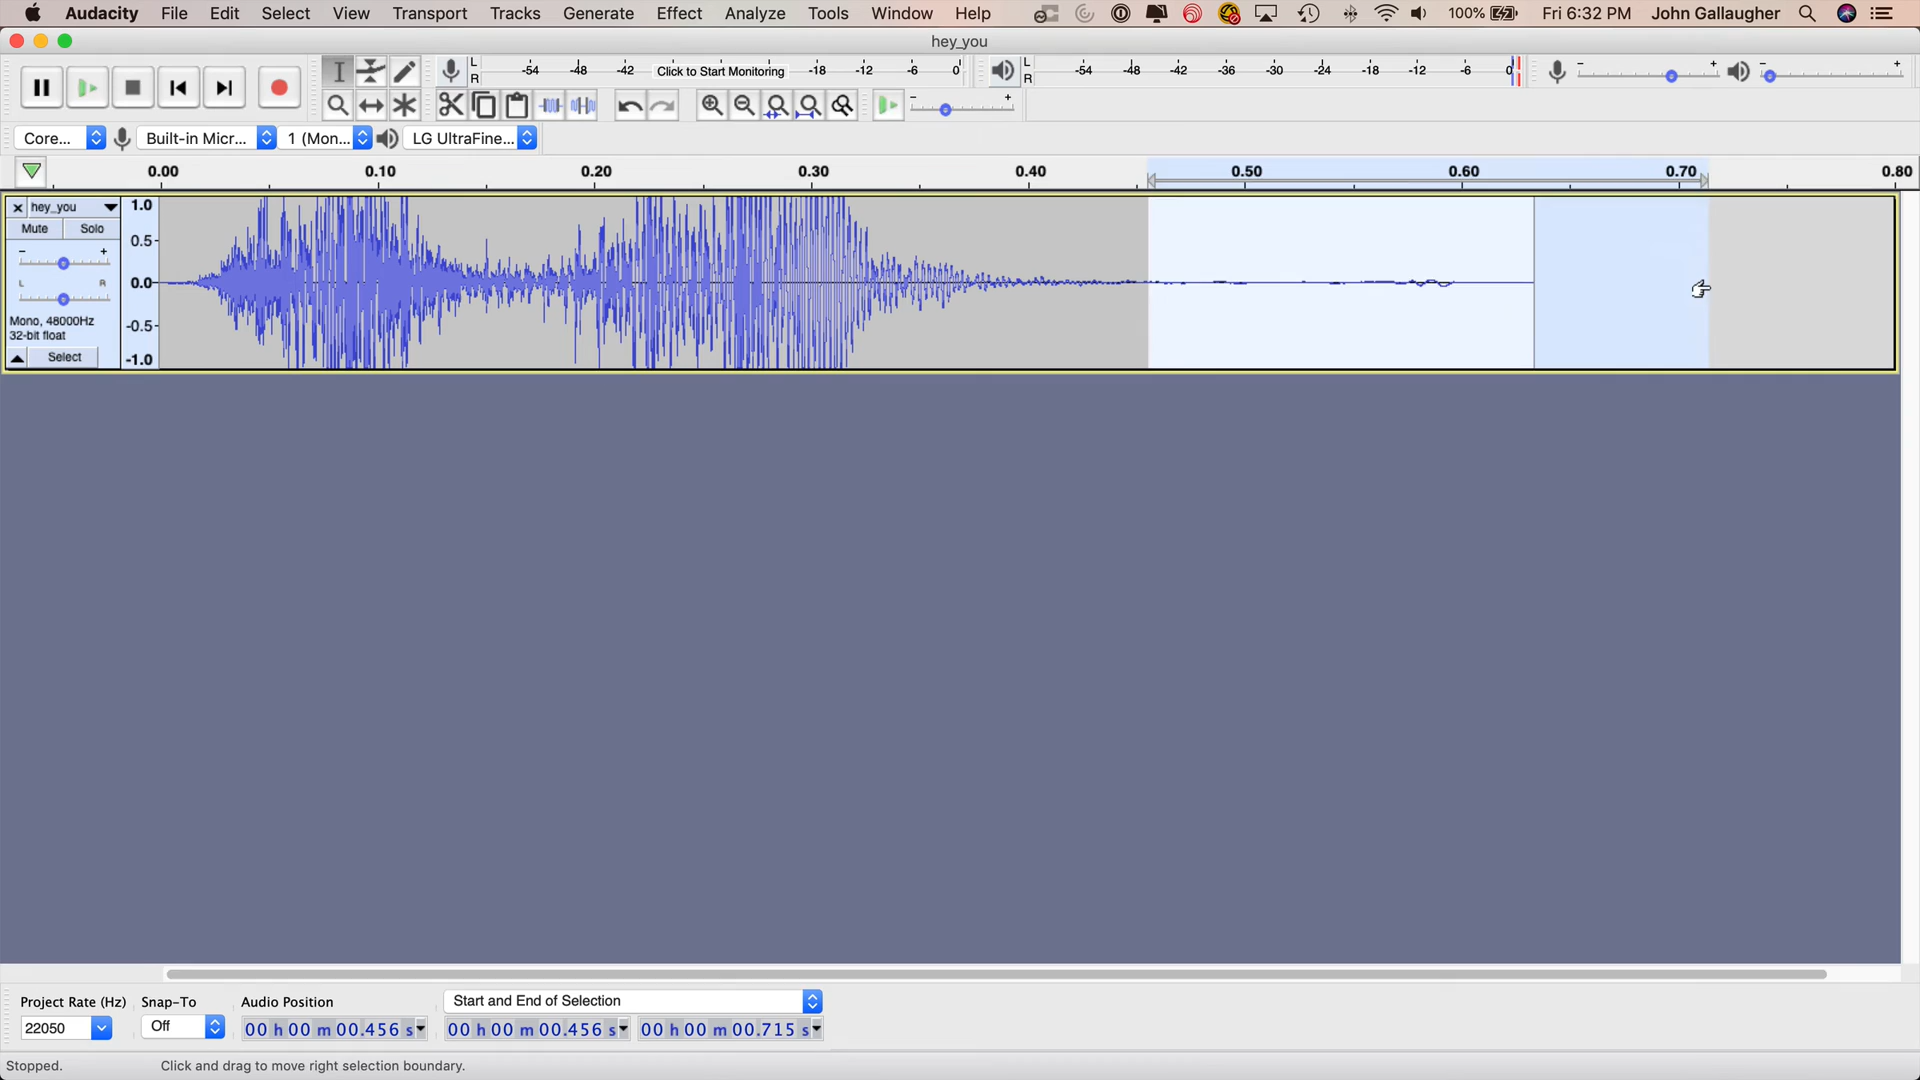 Audacity File Edit Select View Transport Tracks Generate Effect Analyze Tools Window Help 100% Fri 6:32 PM John Gallaugher
hey_you
L R -54 -48 -42 Click to Start Monitoring -18 -12 -6 0 L R -54 -48 -42 -36 -30 -24 -18 -12 -6 0 - + - +
- +
Core... Built-in Micr... 1 (Mon... LG UltraFine...
0.00 0.10 0.20 0.30 0.40 0.50 0.60 0.70 0.80
x hey_you 1.0
Mute Solo
0.5
- +
L R 0.0
Mono, 48000Hz -0.5
32-bit float
Select -1.0
Project Rate (Hz) Snap-To Audio Position Start and End of Selection
22050 Off 00 h 00 m 00.456 s 00 h 00 m 00.456 s 00 h 00 m 00.715 s
Stopped. Click and drag to move right selection boundary.